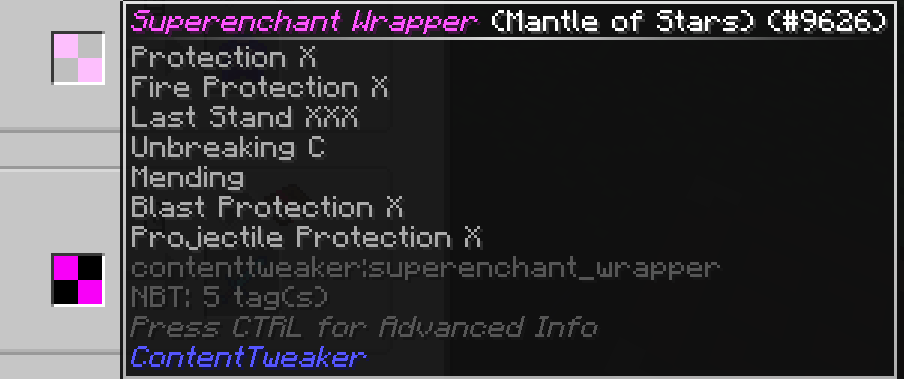 Superenchant Wrapper (Mantle of Stars) (#9626)
Protection X
Fire Protection X
Last Stand XXX
Unbreaking C
Mending
Blast Protection X
Projectile Protection X
contenttweaker:superenchant_wrapper
NBT: 5 tag(s)
Press CTRL for Advanced Info
ContentTweaker